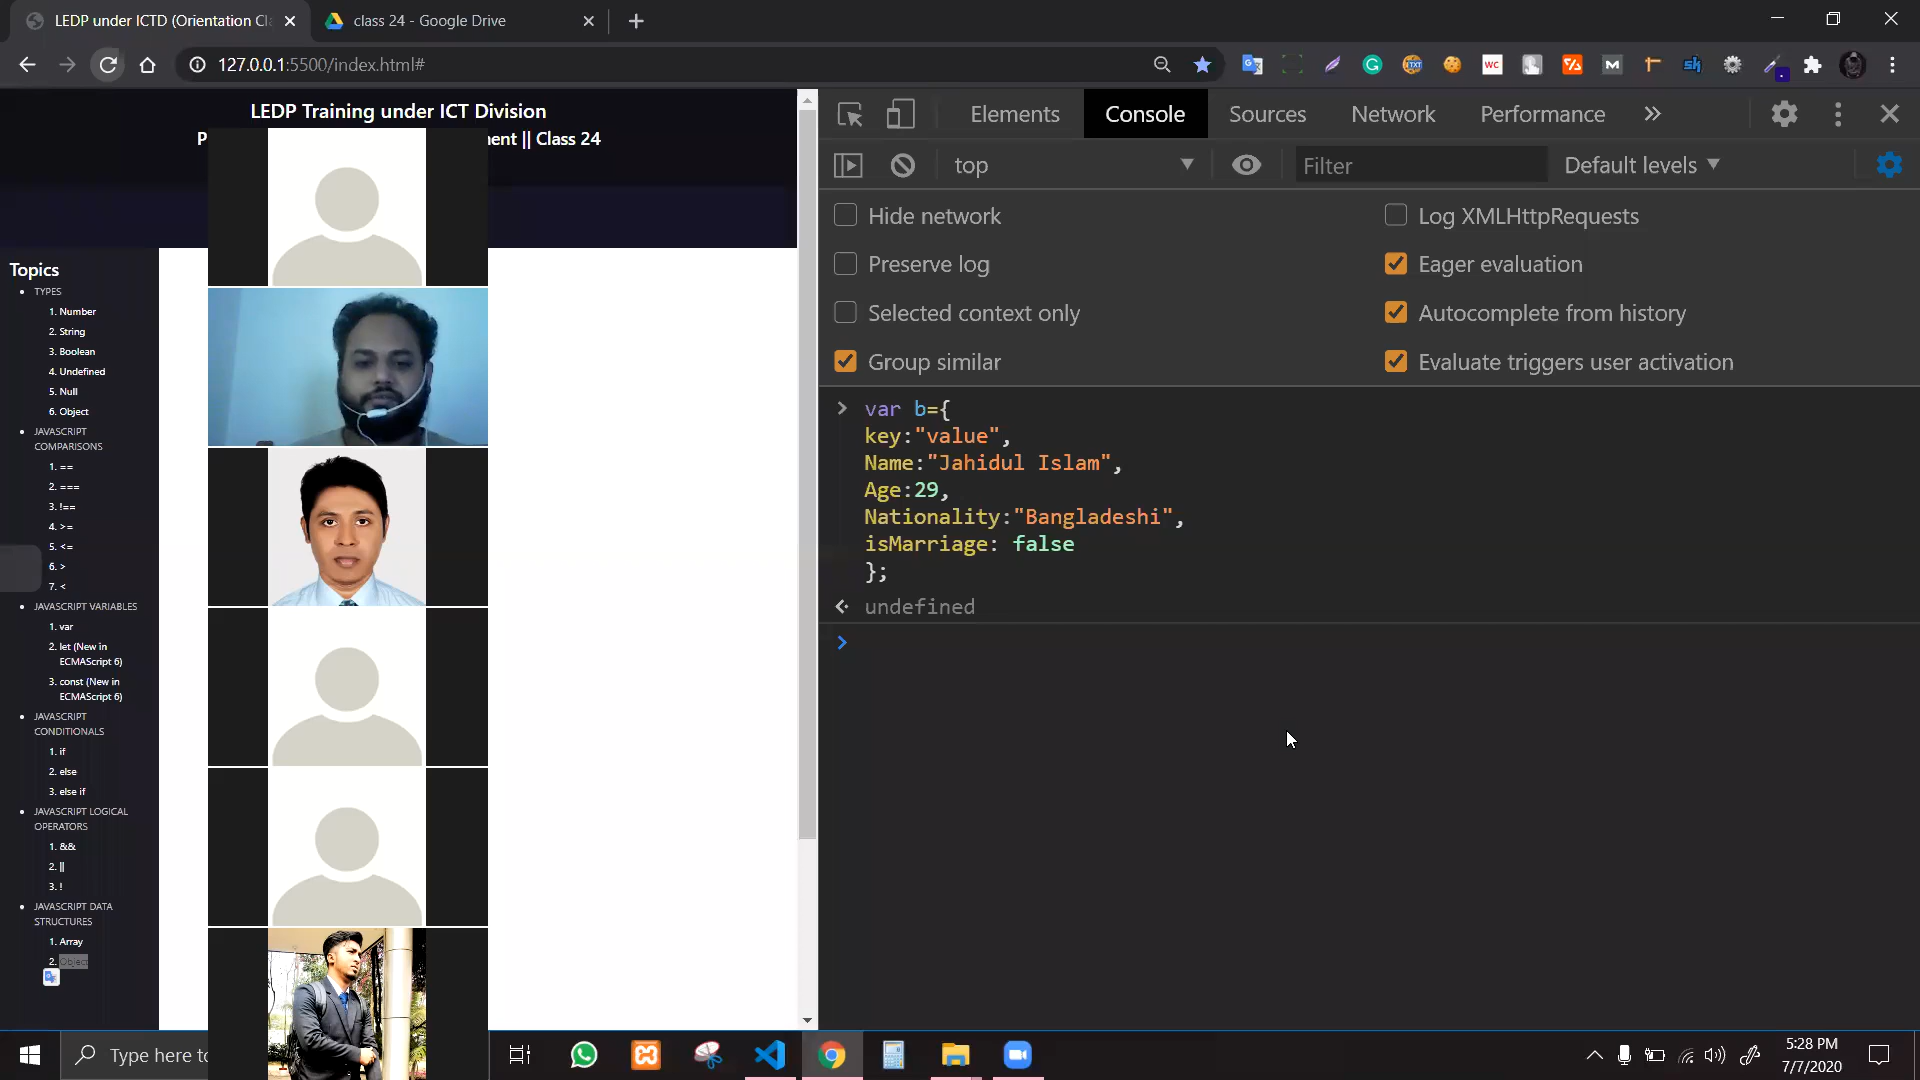 LEDP under ICTD (Orientation Cla
class 24 - Google Drive
127.0.0.1:5500/index.html#
LEDP Training under ICT Division
P
ent || Class 24
Topics
TYPES
1. Number
2. String
3. Boolean
4. Undefined
5. Null
6. Object
JAVASCRIPT
COMPARISONS
1. ==
2. ===
3. !==
4. >=
5. <=
6. >
7. <
JAVASCRIPT VARIABLES
1. var
2. let (New in
ECMAScript 6)
3. const (New in
ECMAScript 6)
JAVASCRIPT
CONDITIONALS
1. if
2. else
3. else if
JAVASCRIPT LOGICAL
OPERATORS
1. &&
2. ||
3. !
JAVASCRIPT DATA
STRUCTURES
1. Array
2. Object
Elements Console Sources Network Performance
top Filter Default levels
Hide network
Log XMLHttpRequests
Preserve log
Eager evaluation
Selected context only
Autocomplete from history
Group similar
Evaluate triggers user activation
var b={
key:"value",
Name:"Jahidul Islam",
Age:29,
Nationality:"Bangladeshi",
isMarriage: false
};
undefined
Type here to
5:28 PM
7/7/2020